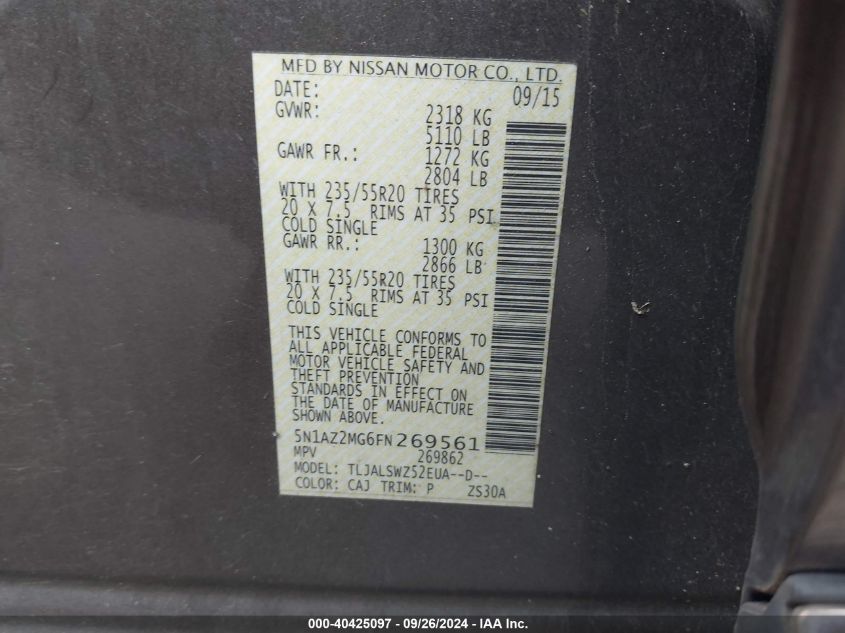 MFD BY NISSAN MOTOR CO., LTD.
DATE: 09/15
GVWR: 2318 KG
5110 LB
GAWR FR.: 1272 KG
2804 LB
WITH 235/55R20 TIRES
20 X 7.5 RIMS AT 35 PSI
COLD SINGLE
GAWR RR.: 1300 KG
2866 LB
WITH 235/55R20 TIRES
20 X 7.5 RIMS AT 35 PSI
COLD SINGLE
THIS VEHICLE CONFORMS TO
ALL APPLICABLE FEDERAL
MOTOR VEHICLE SAFETY AND
THEFT PREVENTION
STANDARDS IN EFFECT ON
THE DATE OF MANUFACTURE
SHOWN ABOVE.
5N1AZ2MG6FN269561
MPV 269862
MODEL: TLJALSWZ52EUA--D--
COLOR: CAJ TRIM: P ZS30A
000-40425097 - 09/26/2024 - IAA Inc.